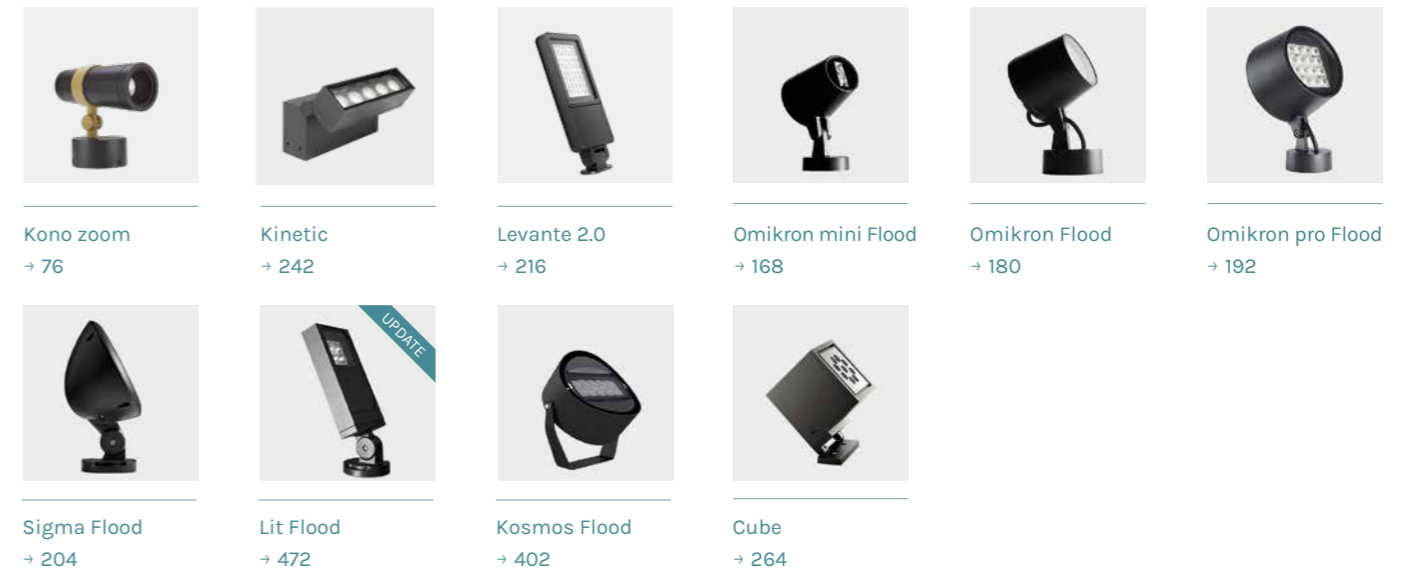 Kono zoom
→ 76
Kinetic
→ 242
Levante 2.0
→ 216
Omikron mini Flood
→ 168
Omikron Flood
→ 180
Omikron pro Flood
→ 192
Sigma Flood
→ 204
UPDATE
Lit Flood
→ 472
Kosmos Flood
→ 402
Cube
→ 264